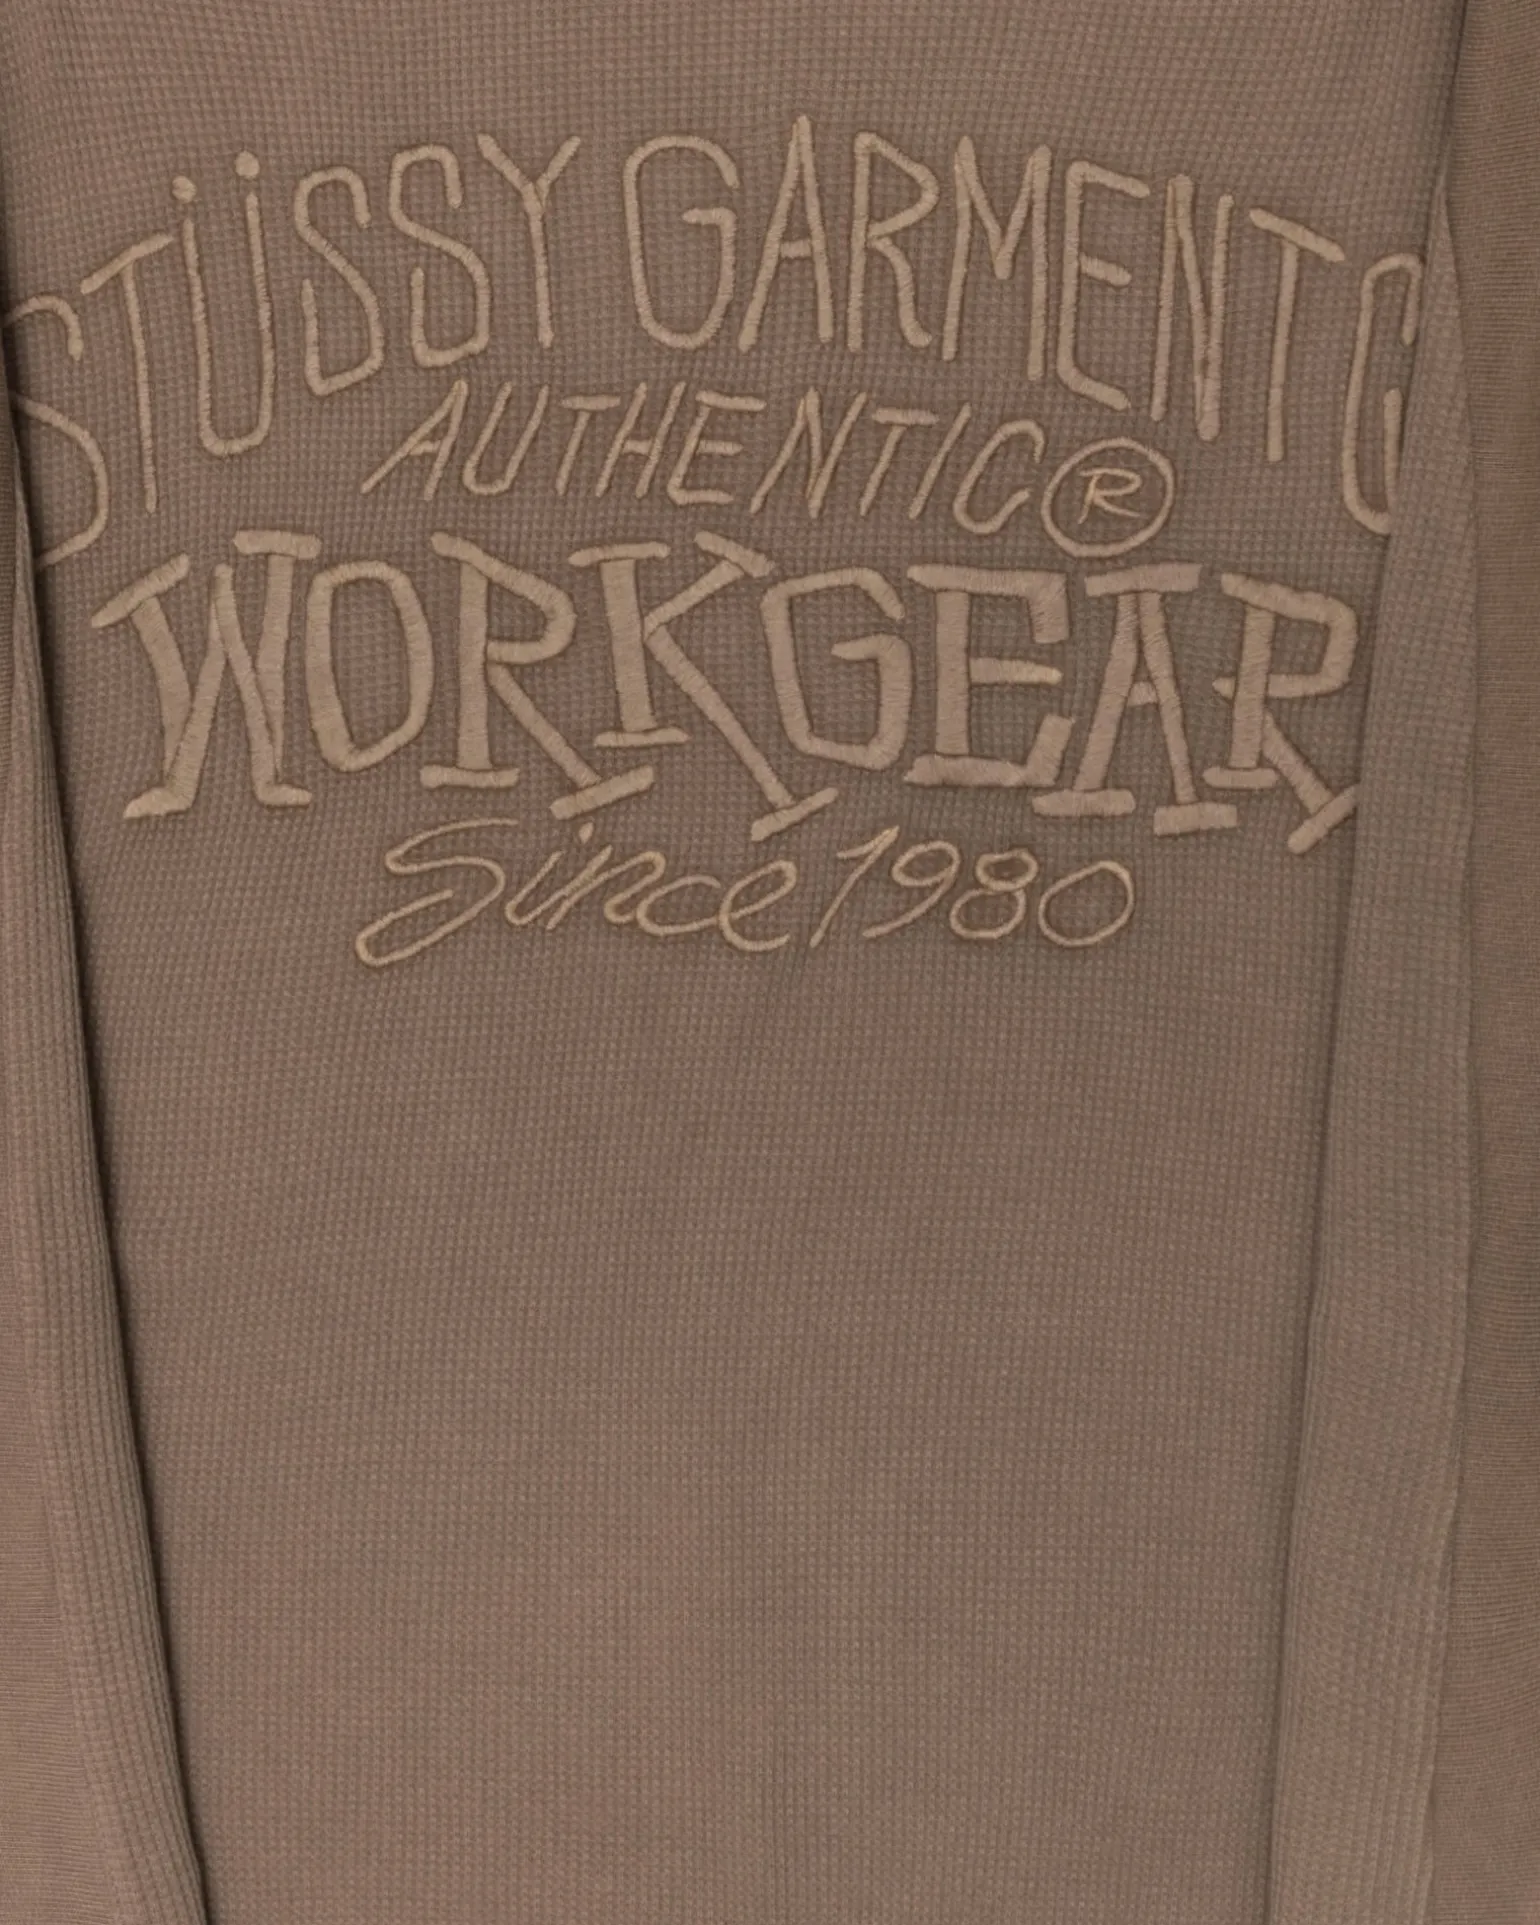 STÜSSY GARMENT C
AUTHENTIC®
WORKGEAR
Since 1980